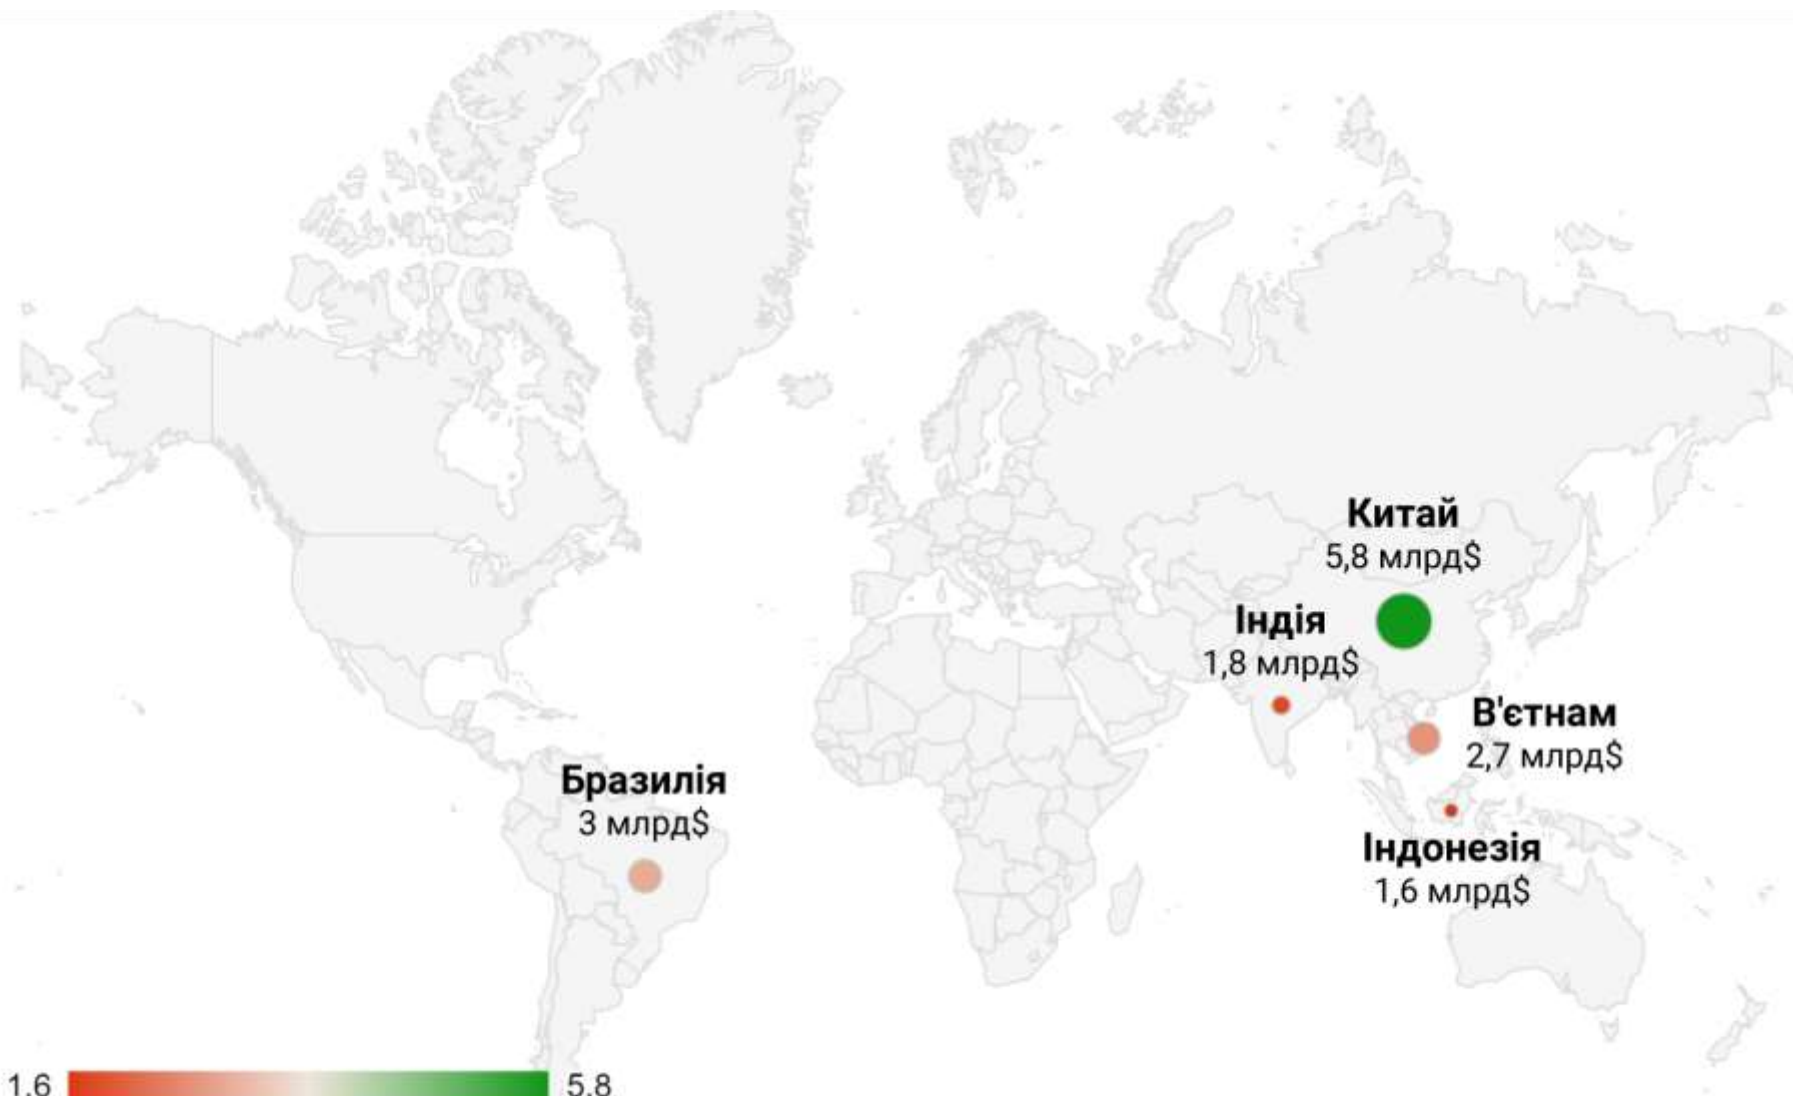 Китай
5,8 млрд$
Індія
1,8 млрд$
В'єтнам
2,7 млрд$
Бразилія
3 млрд$
Індонезія
1,6 млрд$
1.6
5.8